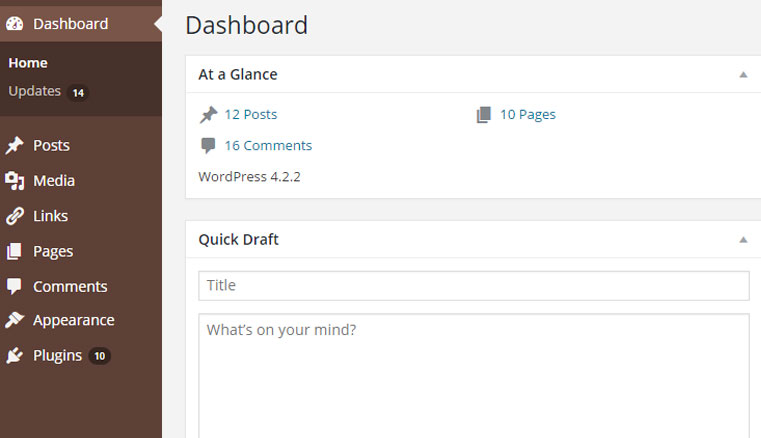 Dashboard
Home
Updates 14
Posts
Media
Links
Pages
Comments
Appearance
Plugins 10
Dashboard
At a Glance
12 Posts
10 Pages
16 Comments
WordPress 4.2.2
Quick Draft
Title
What's on your mind?